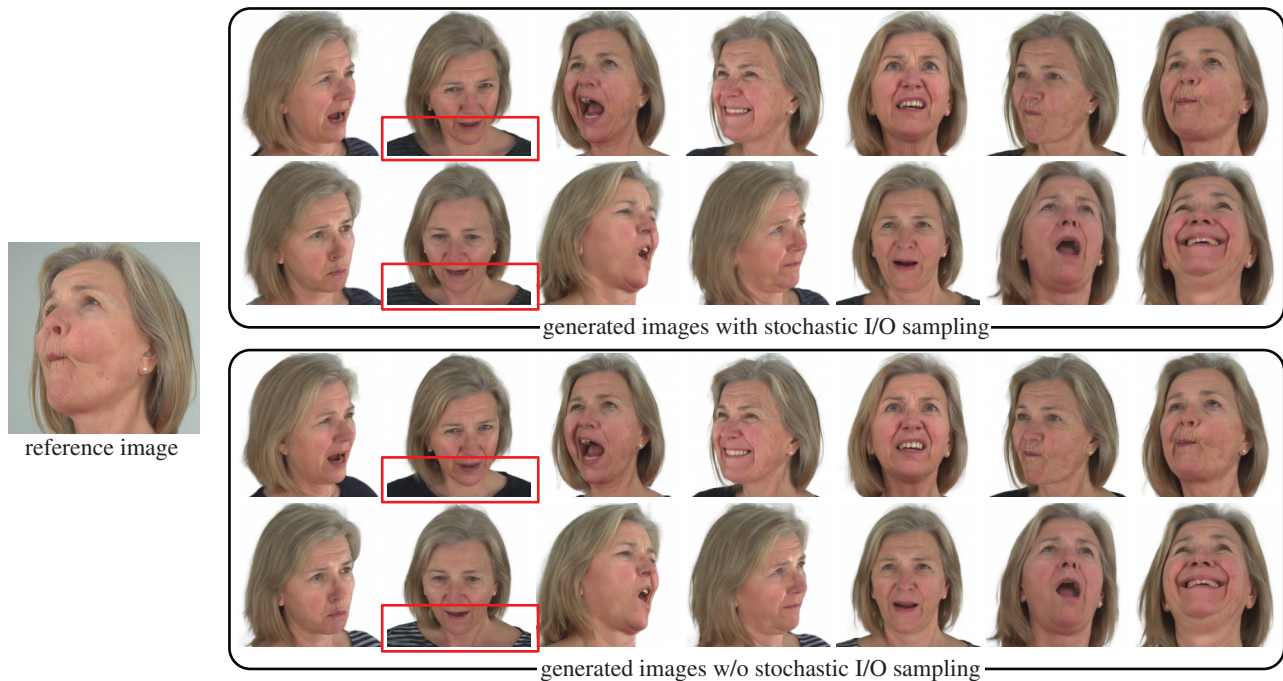 generated images with stochastic I/O sampling
reference image
generated images w/o stochastic I/O sampling